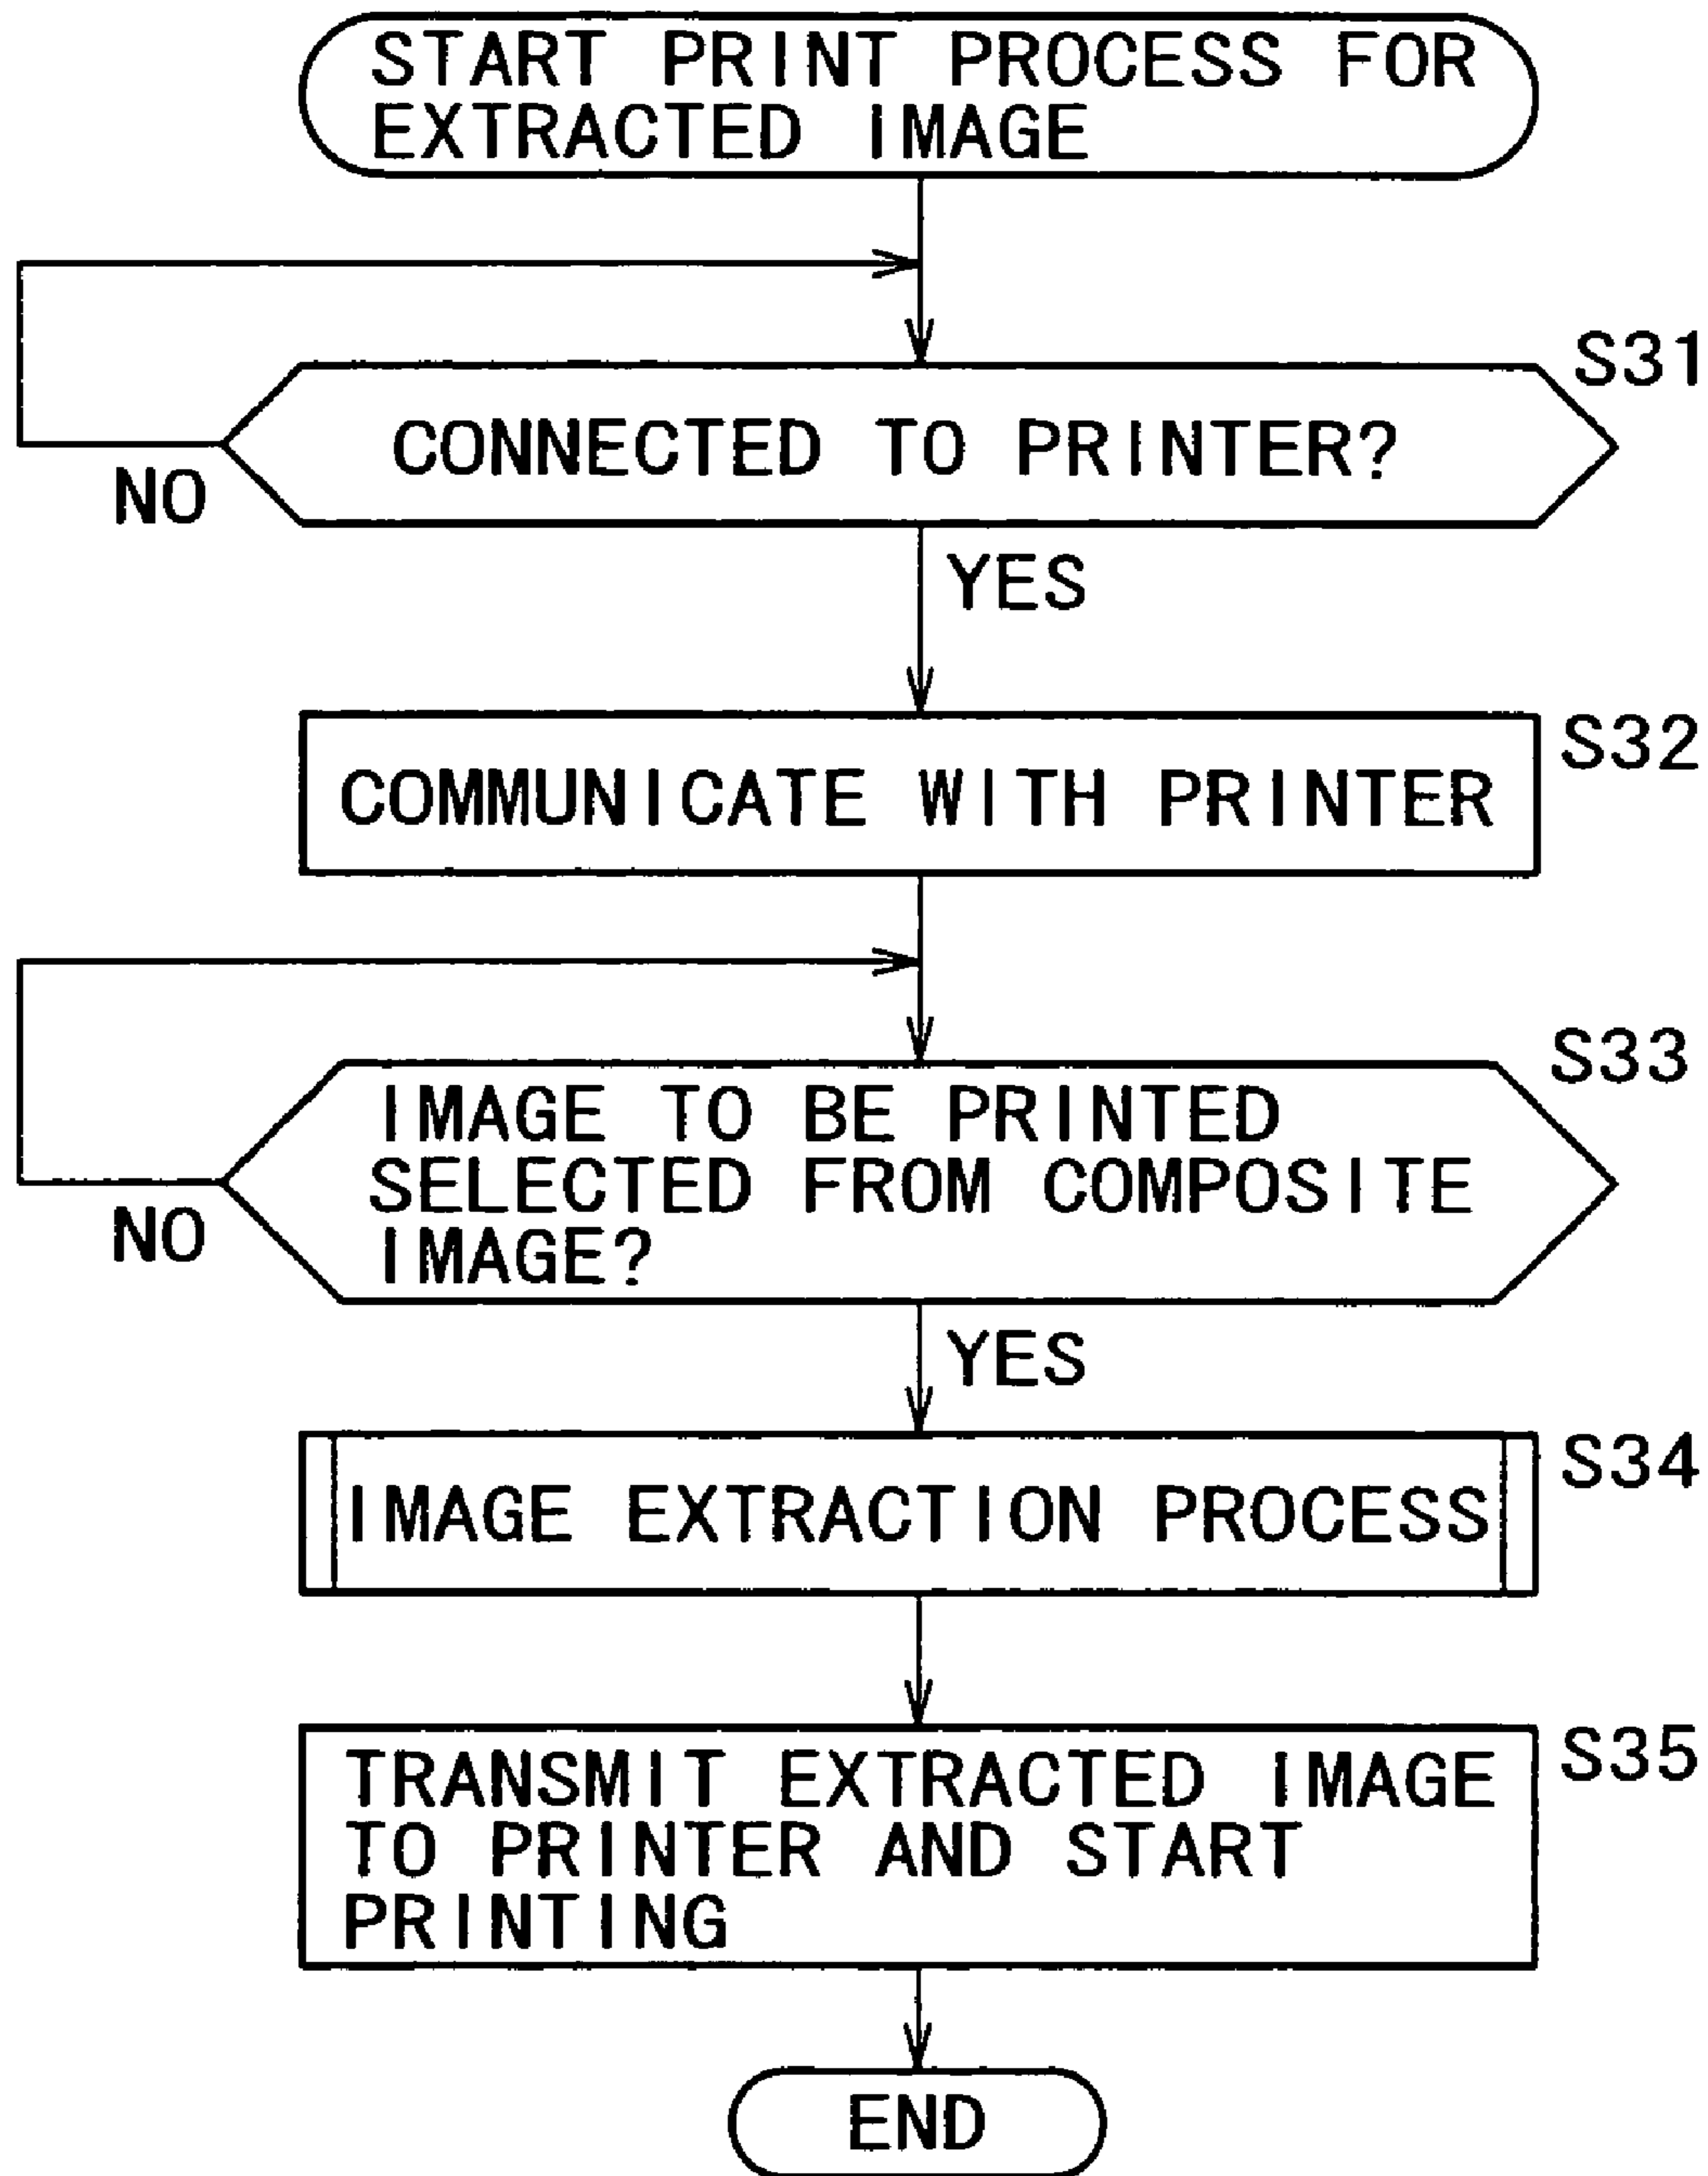 START PRINT PROCESS FOR
EXTRACTED IMAGE
S31
CONNECTED TO PRINTER?
NO
YES
S32
COMMUNICATE WITH PRINTER
S33
IMAGE TO BE PRINTED
SELECTED FROM COMPOSITE
IMAGE?
NO
YES
S34
IMAGE EXTRACTION PROCESS
S35
TRANSMIT EXTRACTED IMAGE
TO PRINTER AND START
PRINTING
END